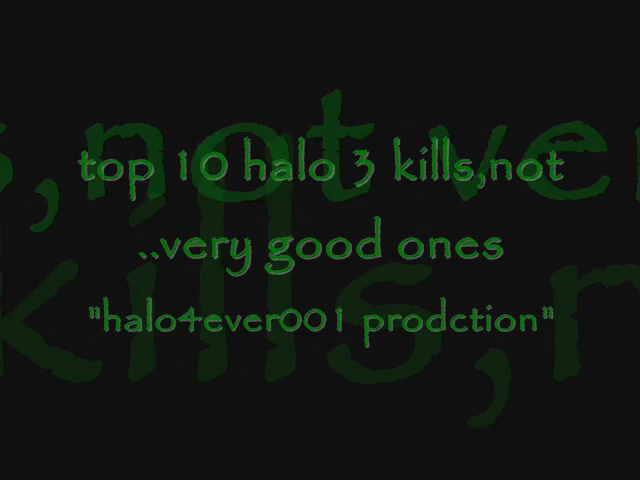 top 10 halo 3 kills,not
..very good ones
"halo4ever001 prodction"